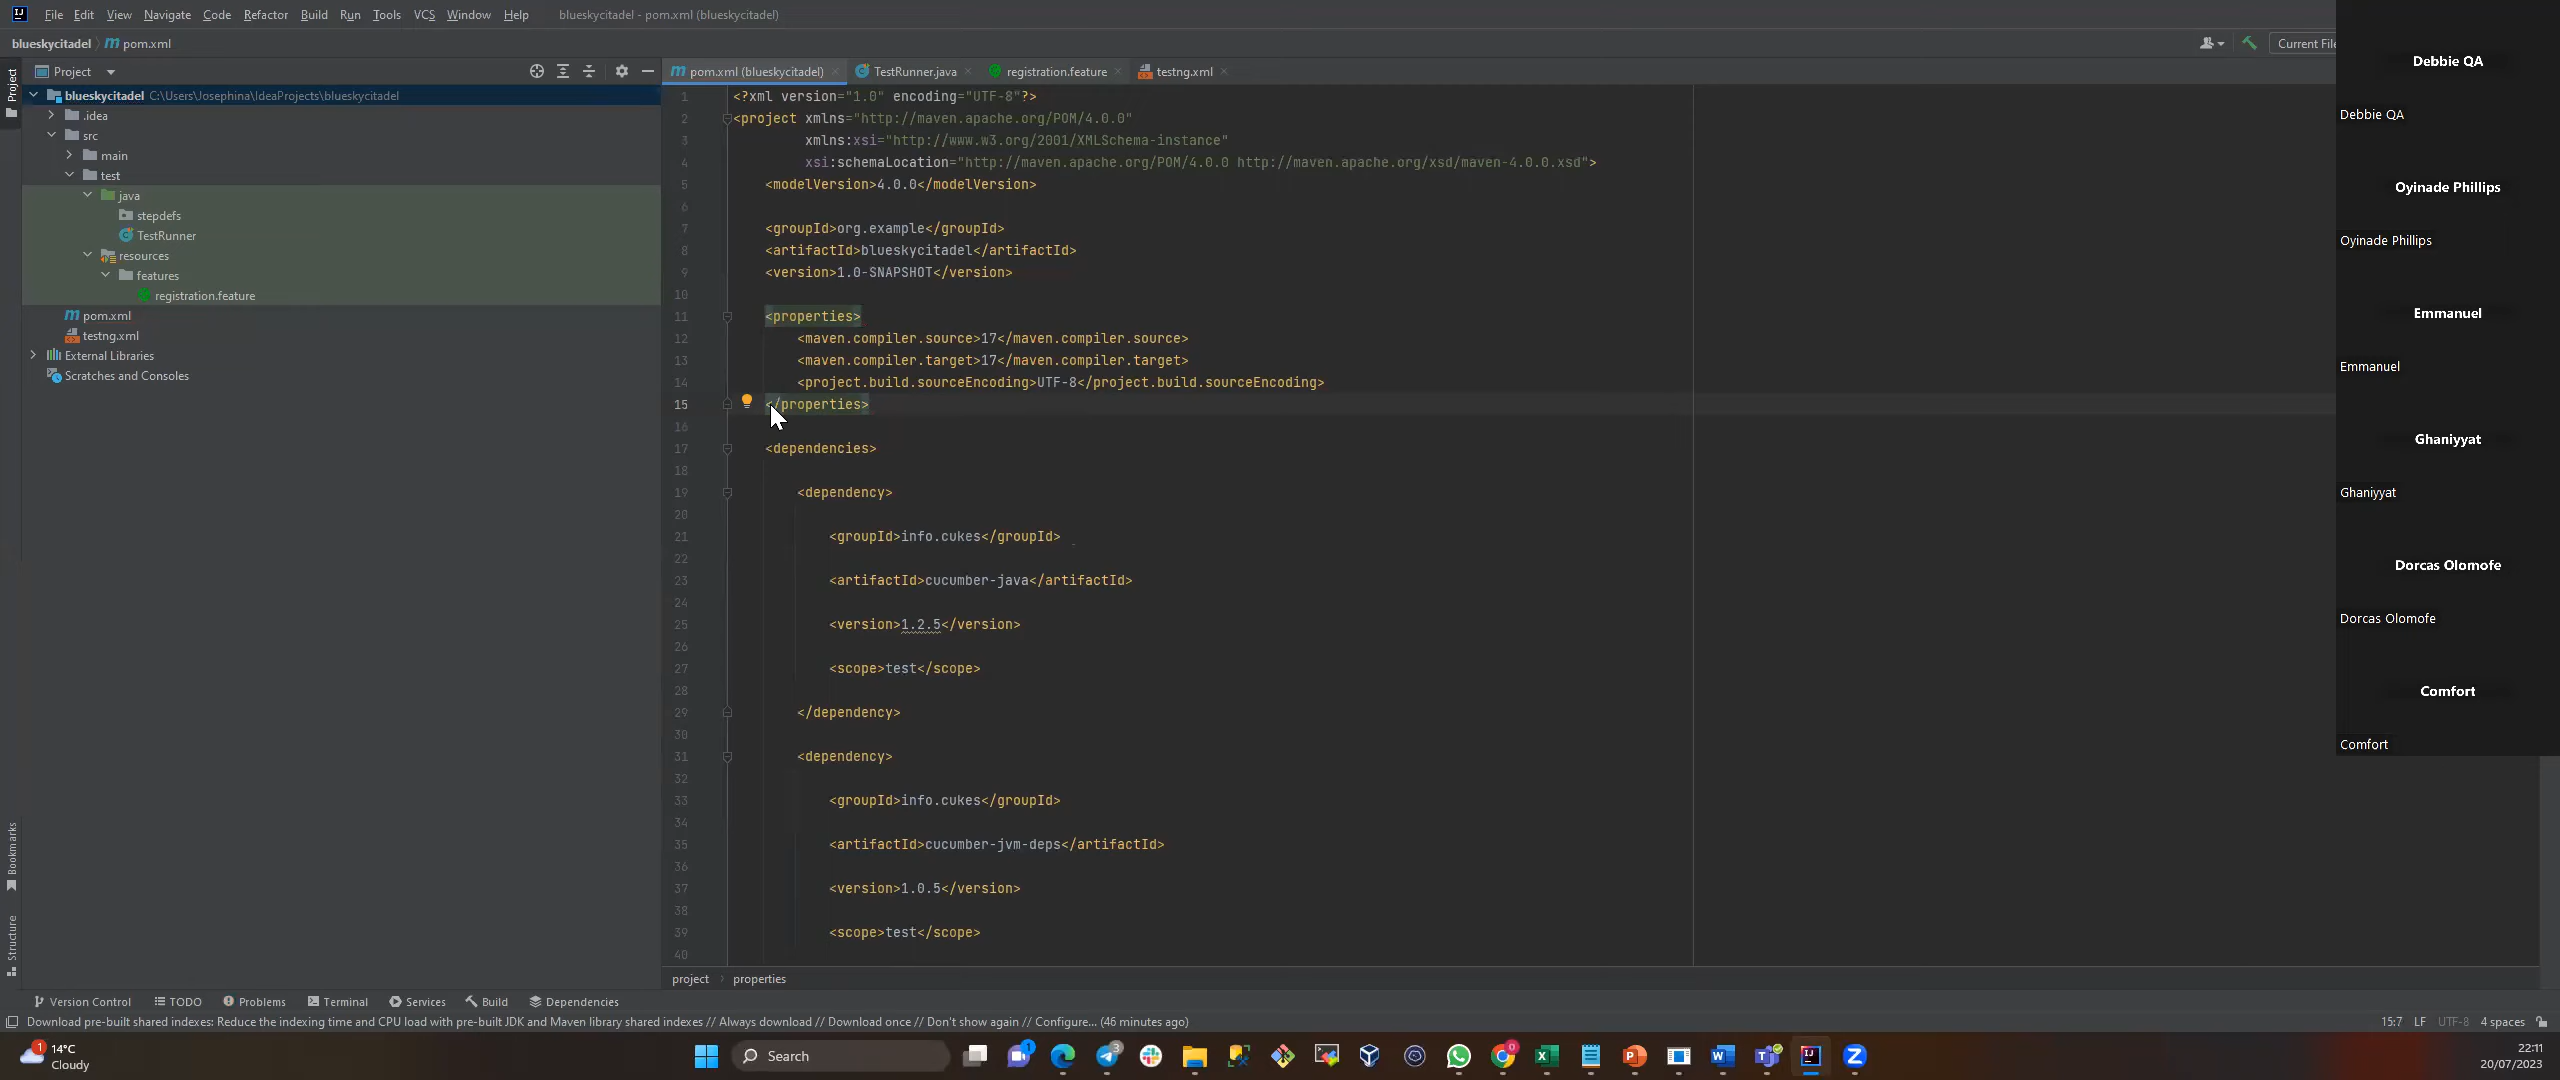 File Edit View Navigate Code Refactor Build Run Tools VCS Window Help blueskycitadel - pom.xml (blueskycitadel)
blueskycitadel pom.xml
Current File
Project
blueskycitadel C:\Users\Josephina\IdeaProjects\blueskycitadel
.idea
src
main
test
java
stepdefs
TestRunner
resources
features
registration.feature
pom.xml
testng.xml
External Libraries
Scratches and Consoles
Project
Bookmarks
Structure
pom.xml (blueskycitadel) TestRunner.java registration.feature testng.xml
1 <?xml version="1.0" encoding="UTF-8"?>
2 <project xmlns="http://maven.apache.org/POM/4.0.0"
3 xmlns:xsi="http://www.w3.org/2001/XMLSchema-instance"
4 xsi:schemaLocation="http://maven.apache.org/POM/4.0.0 http://maven.apache.org/xsd/maven-4.0.0.xsd">
5 <modelVersion>4.0.0</modelVersion>
6
7 <groupId>org.example</groupId>
8 <artifactId>blueskycitadel</artifactId>
9 <version>1.0-SNAPSHOT</version>
10
11 <properties>
12 <maven.compiler.source>17</maven.compiler.source>
13 <maven.compiler.target>17</maven.compiler.target>
14 <project.build.sourceEncoding>UTF-8</project.build.sourceEncoding>
15 </properties>
16
17 <dependencies>
18
19 <dependency>
20
21 <groupId>info.cukes</groupId>
22
23 <artifactId>cucumber-java</artifactId>
24
25 <version>1.2.5</version>
26
27 <scope>test</scope>
28
29 </dependency>
30
31 <dependency>
32
33 <groupId>info.cukes</groupId>
34
35 <artifactId>cucumber-jvm-deps</artifactId>
36
37 <version>1.0.5</version>
38
39 <scope>test</scope>
40
project properties
Debbie QA
Debbie QA
Oyinade Phillips
Oyinade Phillips
Emmanuel
Emmanuel
Ghaniyyat
Ghaniyyat
Dorcas Olomofe
Dorcas Olomofe
Comfort
Comfort
Version Control TODO Problems Terminal Services Build Dependencies
Download pre-built shared indexes: Reduce the indexing time and CPU load with pre-built JDK and Maven library shared indexes // Always download // Download once // Don't show again // Configure... (46 minutes ago)
15:7 LF UTF-8 4 spaces
1
14°C
Cloudy
Search
1
3
0
22:11
20/07/2023